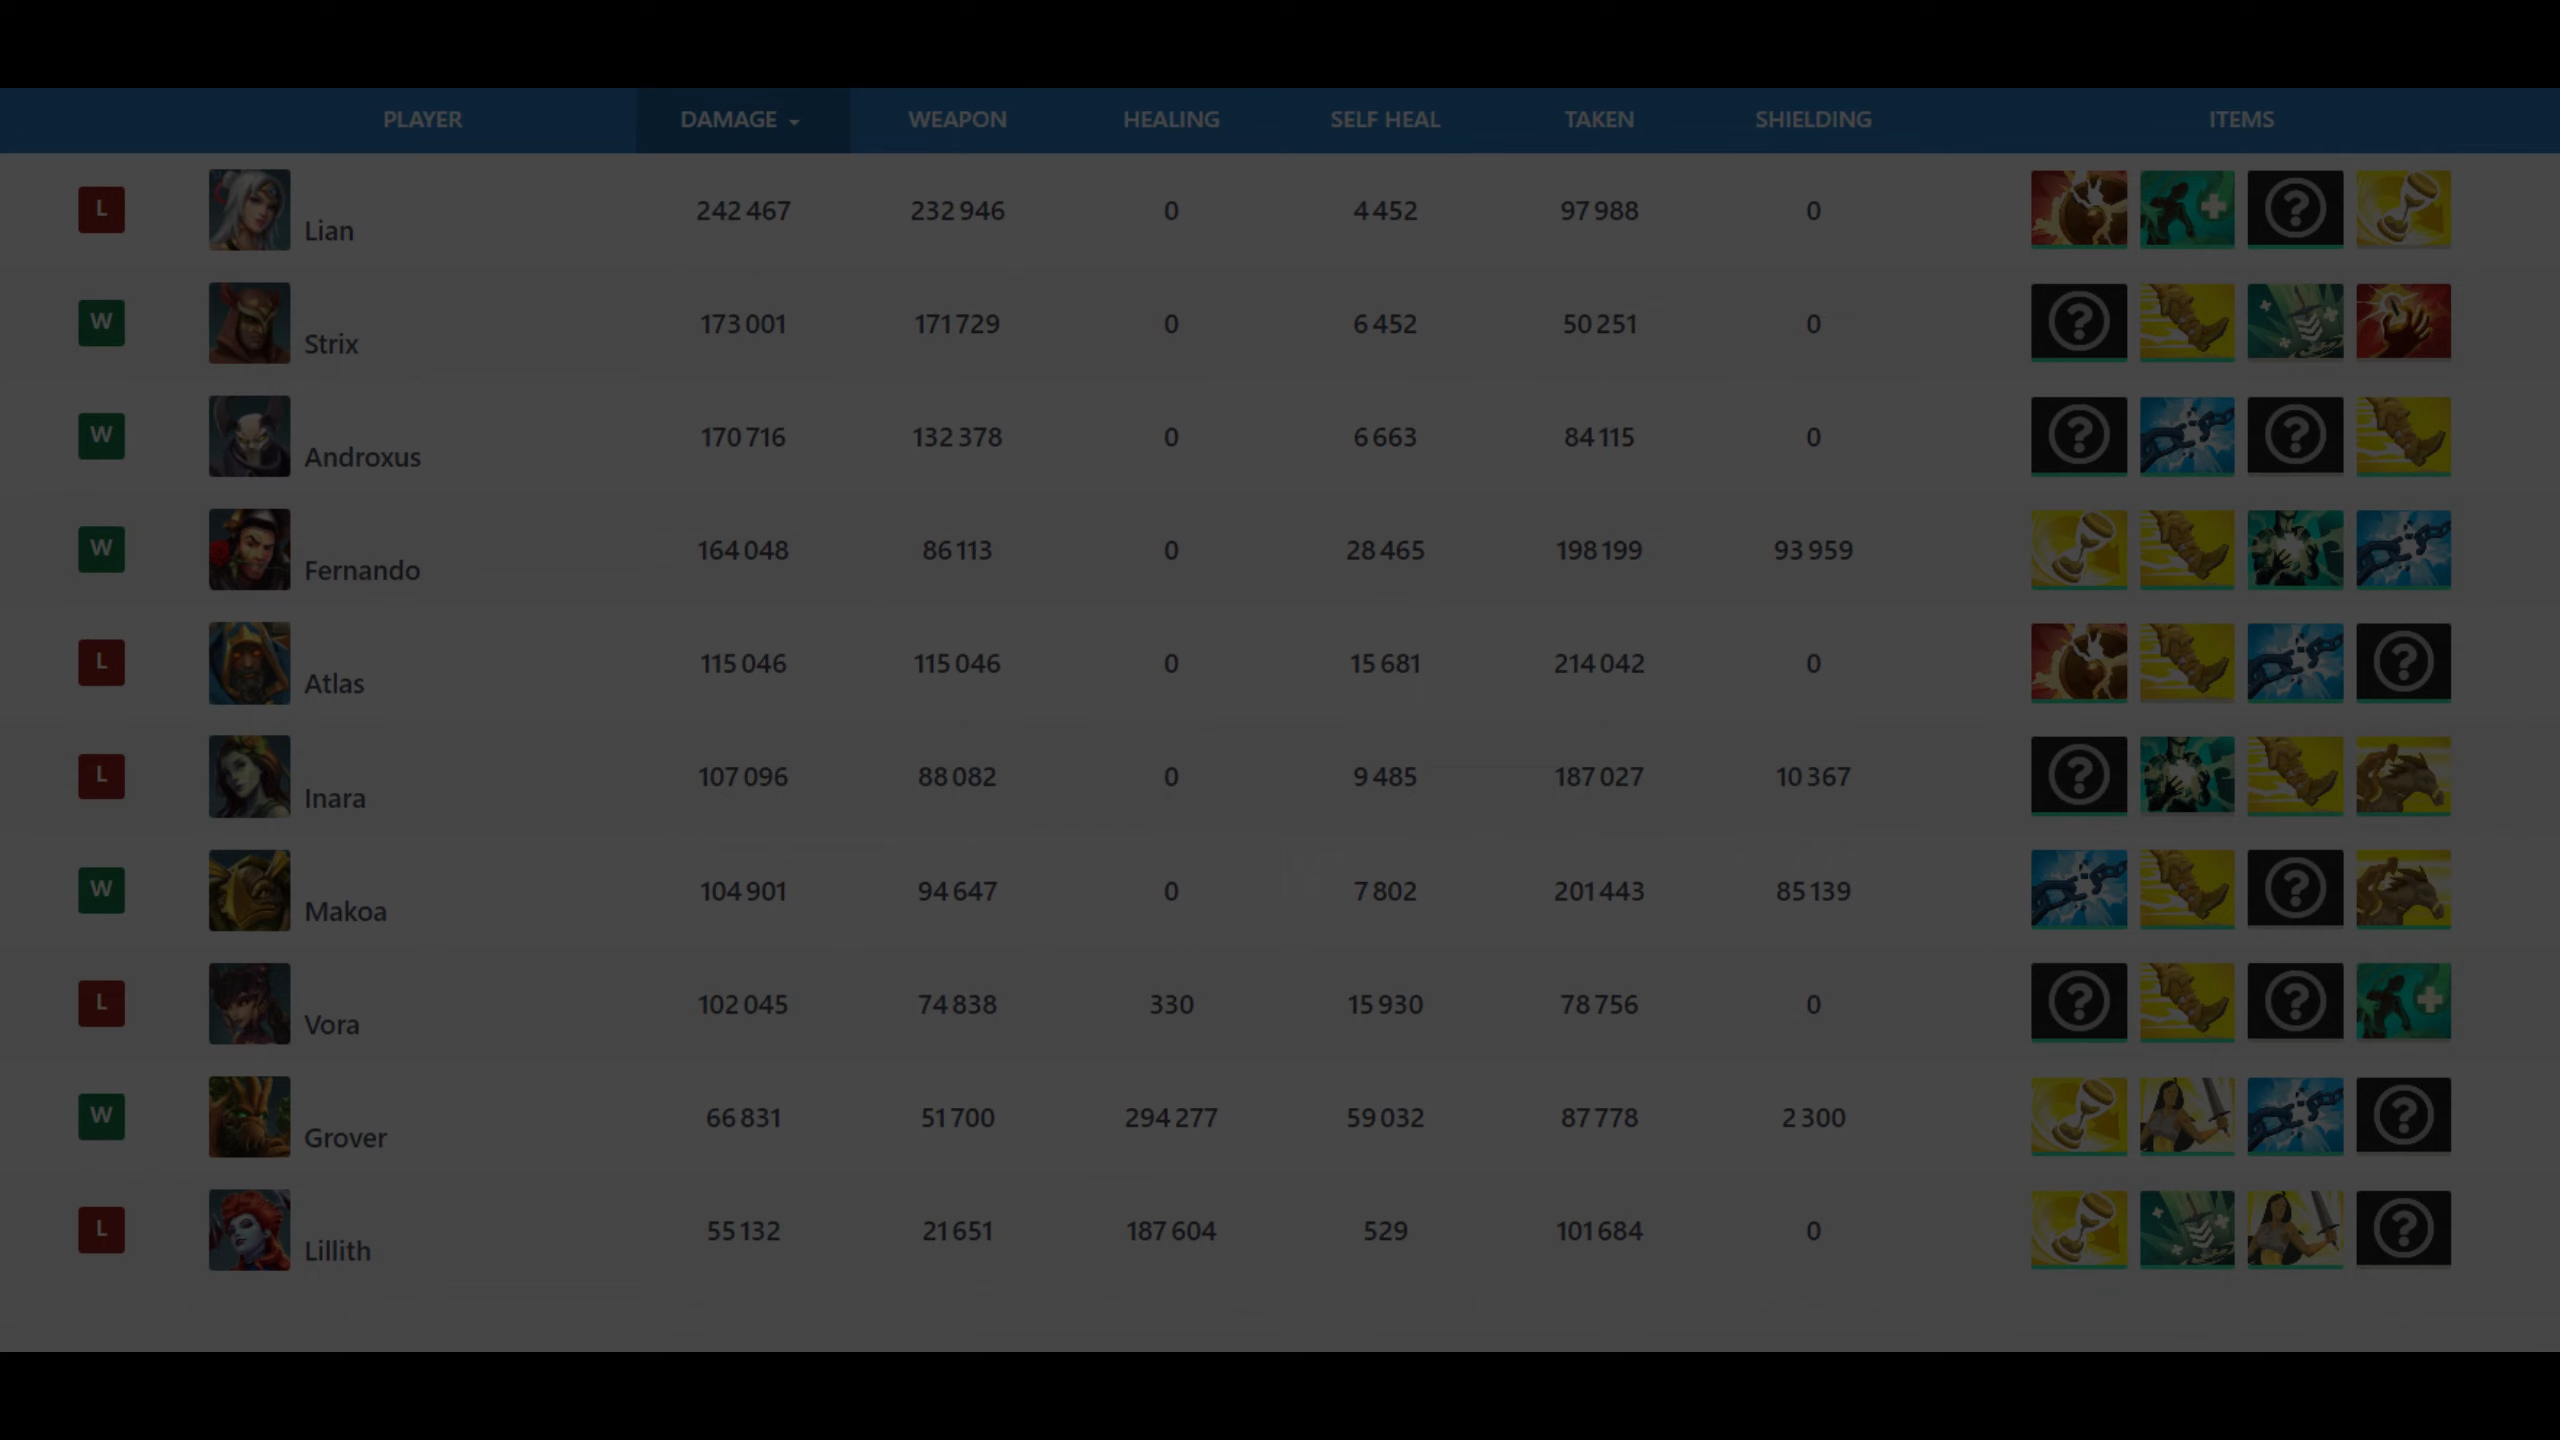 PLAYER DAMAGE WEAPON HEALING SELF HEAL TAKEN SHIELDING ITEMS
L Lian 242 467 232 946 0 4 452 97 988 0 ? 
W Strix 173 001 171 729 0 6 452 50 251 0 ?
W Androxus 170 716 132 378 0 6 663 84 115 0 ? ?
W Fernando 164 048 86 113 0 28 465 198 199 93 959
L Atlas 115 046 115 046 0 15 681 214 042 0 ?
L Inara 107 096 88 082 0 9 485 187 027 10 367 ?
W Makoa 104 901 94 647 0 7 802 201 443 85 139 ?
L Vora 102 045 74 838 330 15 930 78 756 0 ? ?
W Grover 66 831 51 700 294 277 59 032 87 778 2 300 ?
L Lillith 55 132 21 651 187 604 529 101 684 0 ?